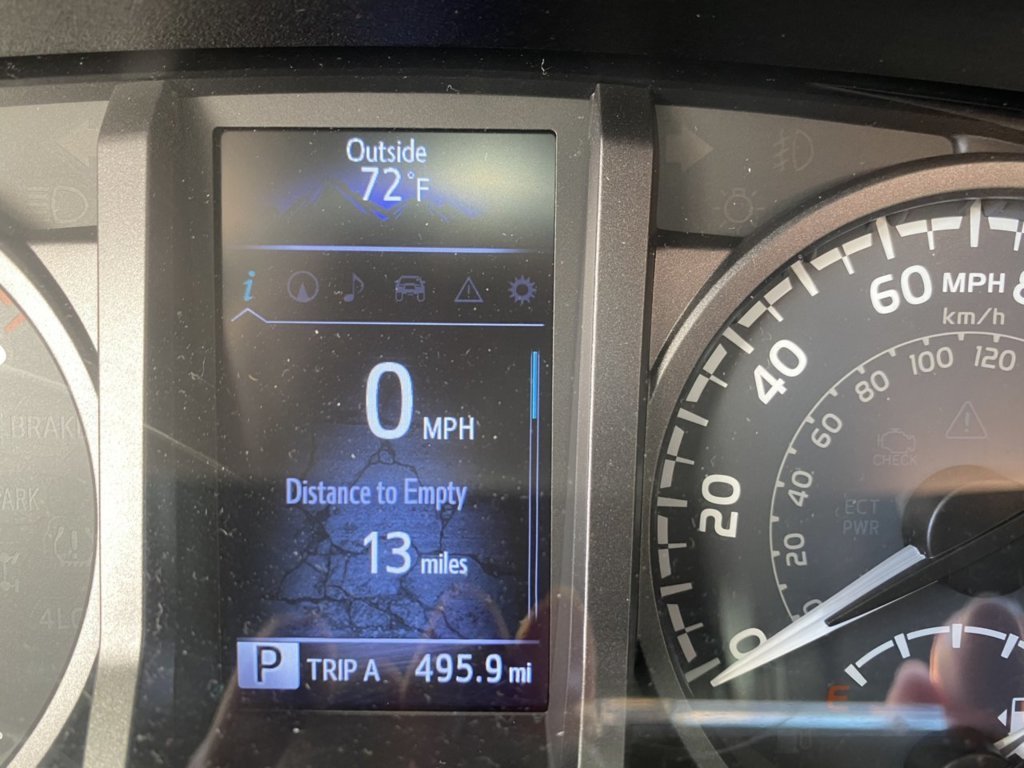 Outside
72°F
i
0 MPH
Distance to Empty
13 miles
P TRIP A 495.9 mi
BRAK
PARK
4LO
0
20
40
60 MPH
km/h
20
40
60
80
100
120
CHECK
ECT
PWR
E